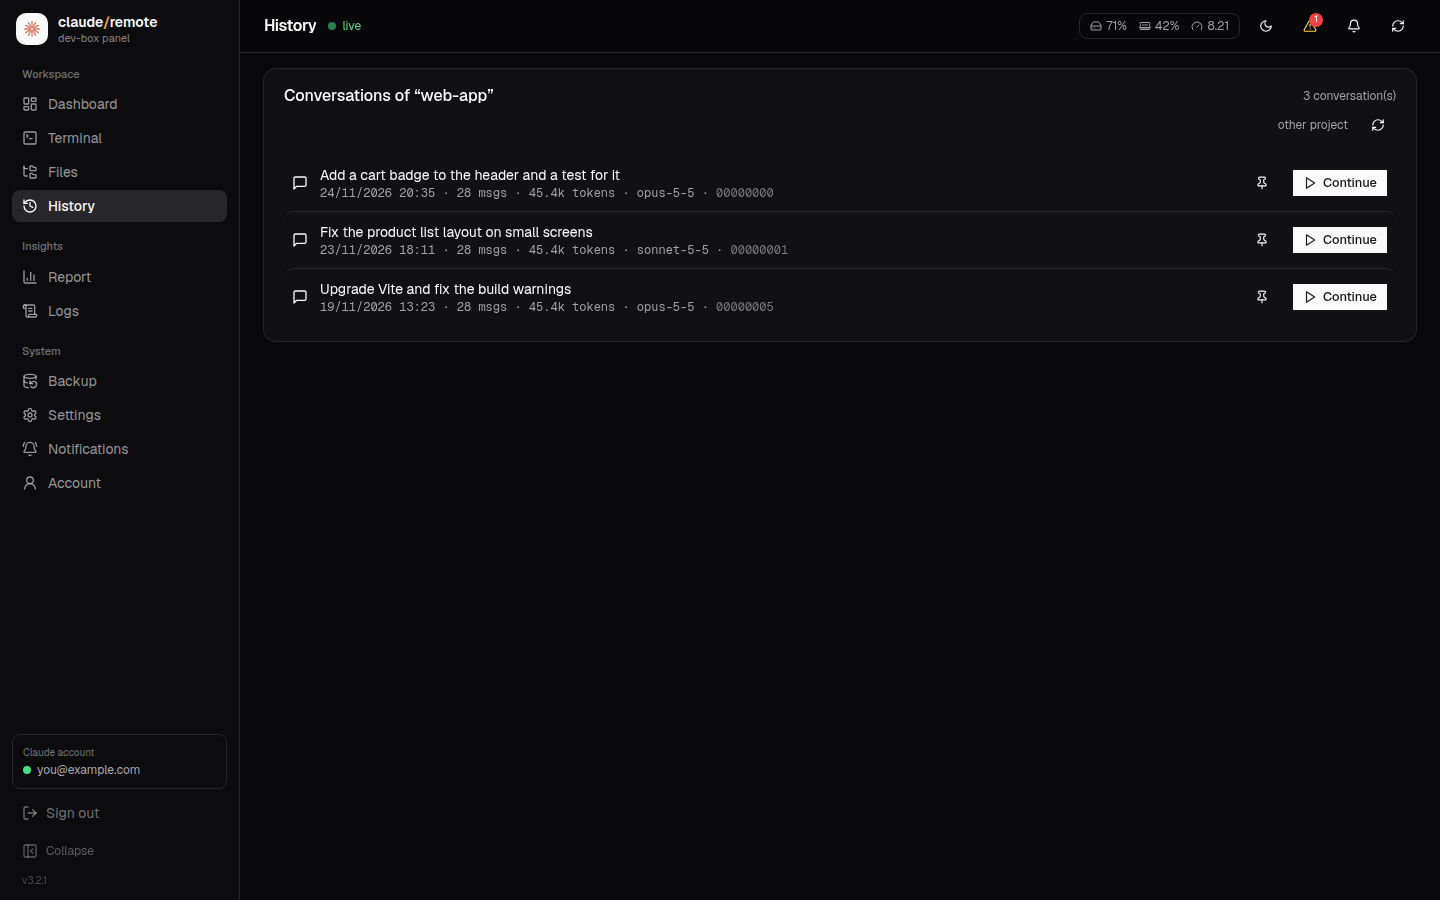 claude/remote
dev-box panel
Workspace
Dashboard
Terminal
Files
History
Insights
Report
Logs
System
Backup
Settings
Notifications
Account
Claude account
you@example.com
Sign out
Collapse
v3.2.1
History live 71% 42% 8.21 1
Conversations of “web-app” 3 conversation(s)
other project
Add a cart badge to the header and a test for it
24/11/2026 20:35 · 28 msgs · 45.4k tokens · opus-5-5 · 00000000
Continue
Fix the product list layout on small screens
23/11/2026 18:11 · 28 msgs · 45.4k tokens · sonnet-5-5 · 00000001
Continue
Upgrade Vite and fix the build warnings
19/11/2026 13:23 · 28 msgs · 45.4k tokens · opus-5-5 · 00000005
Continue